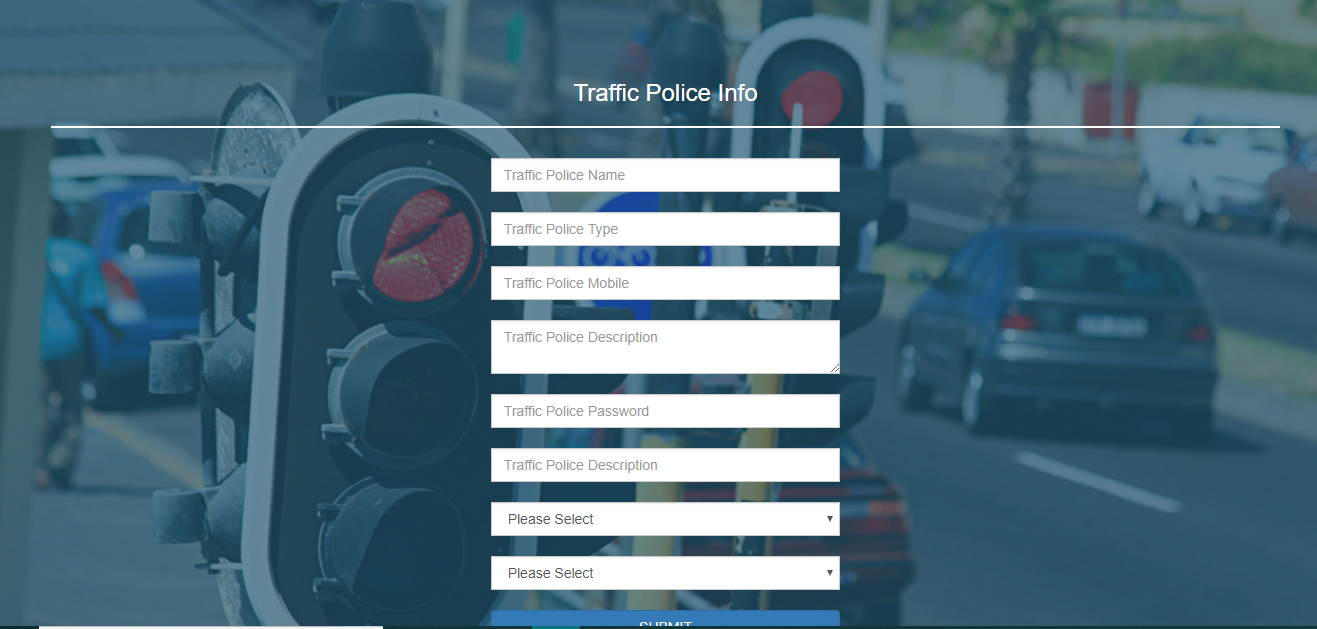 Traffic Police Info
Traffic Police Name
Traffic Police Type
Traffic Police Mobile
Traffic Police Description
Traffic Police Password
Traffic Police Description
Please Select
Please Select
SUBMIT